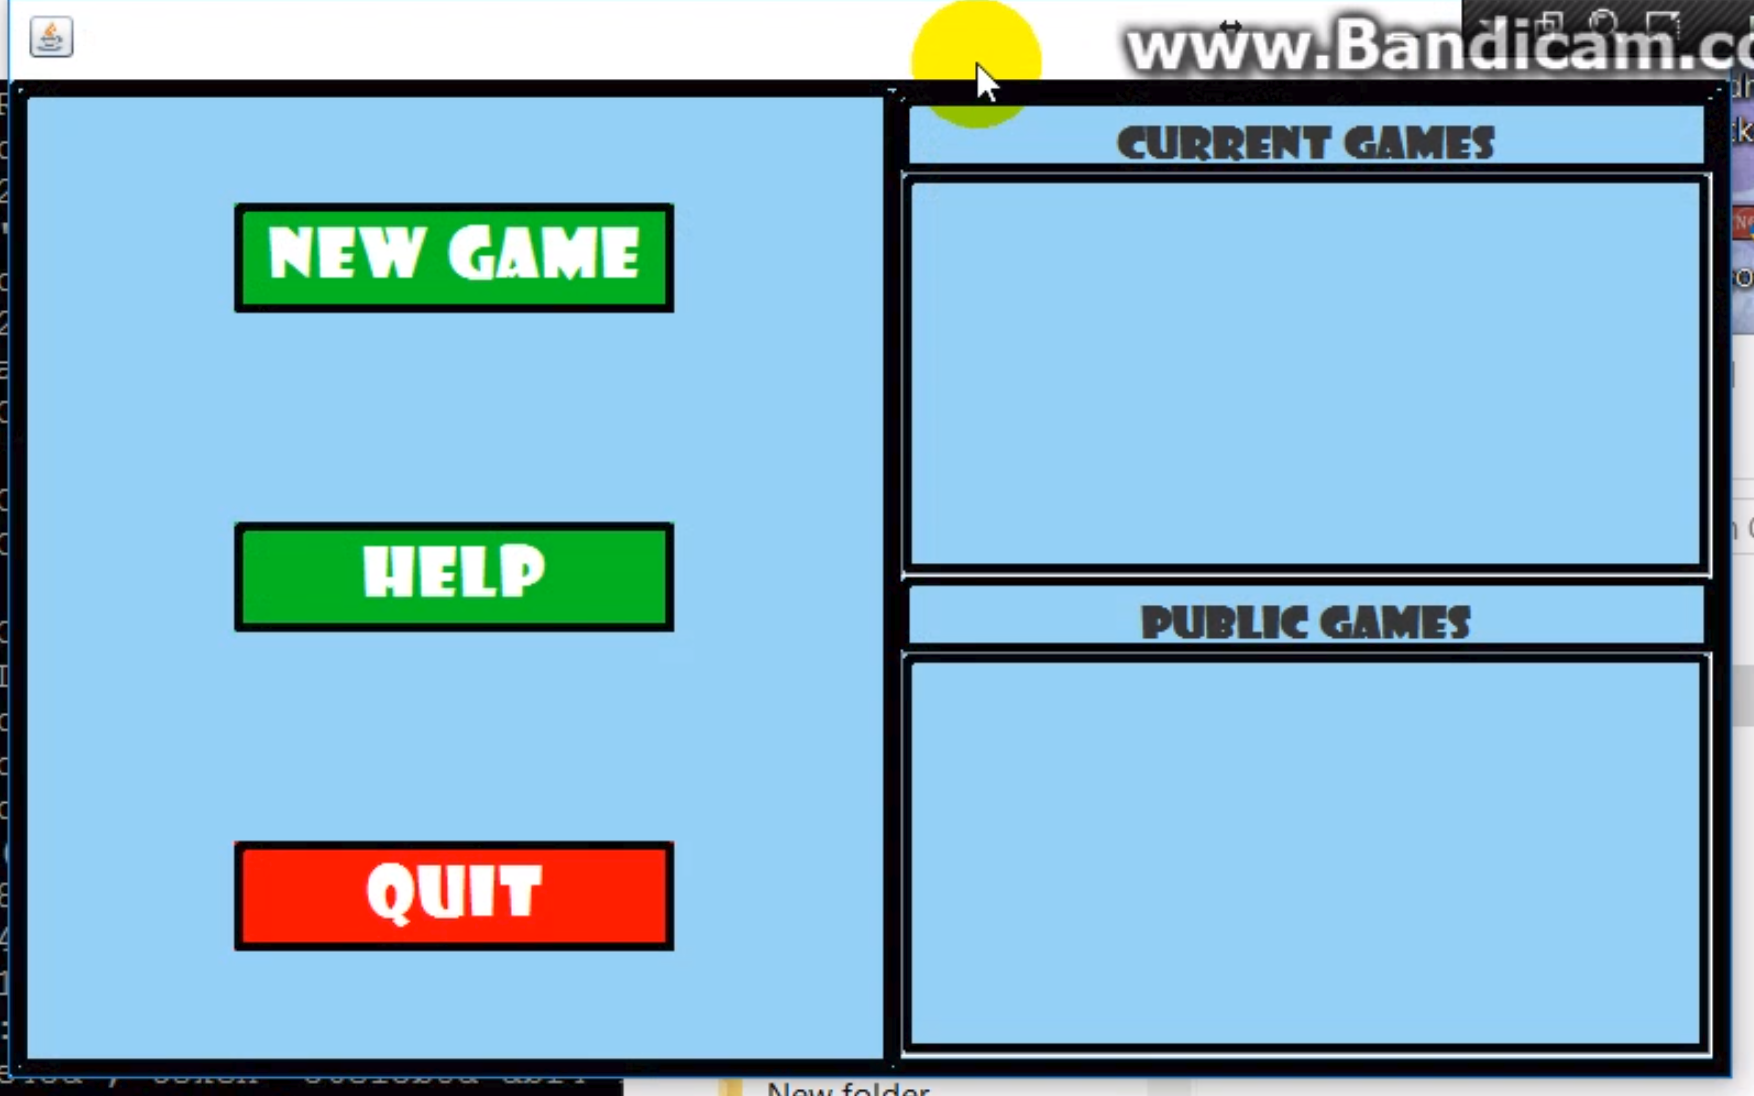 www.Bandicam.co
CURRENT GAMES
NEW GAME
HELP
PUBLIC GAMES
QUIT
New folder